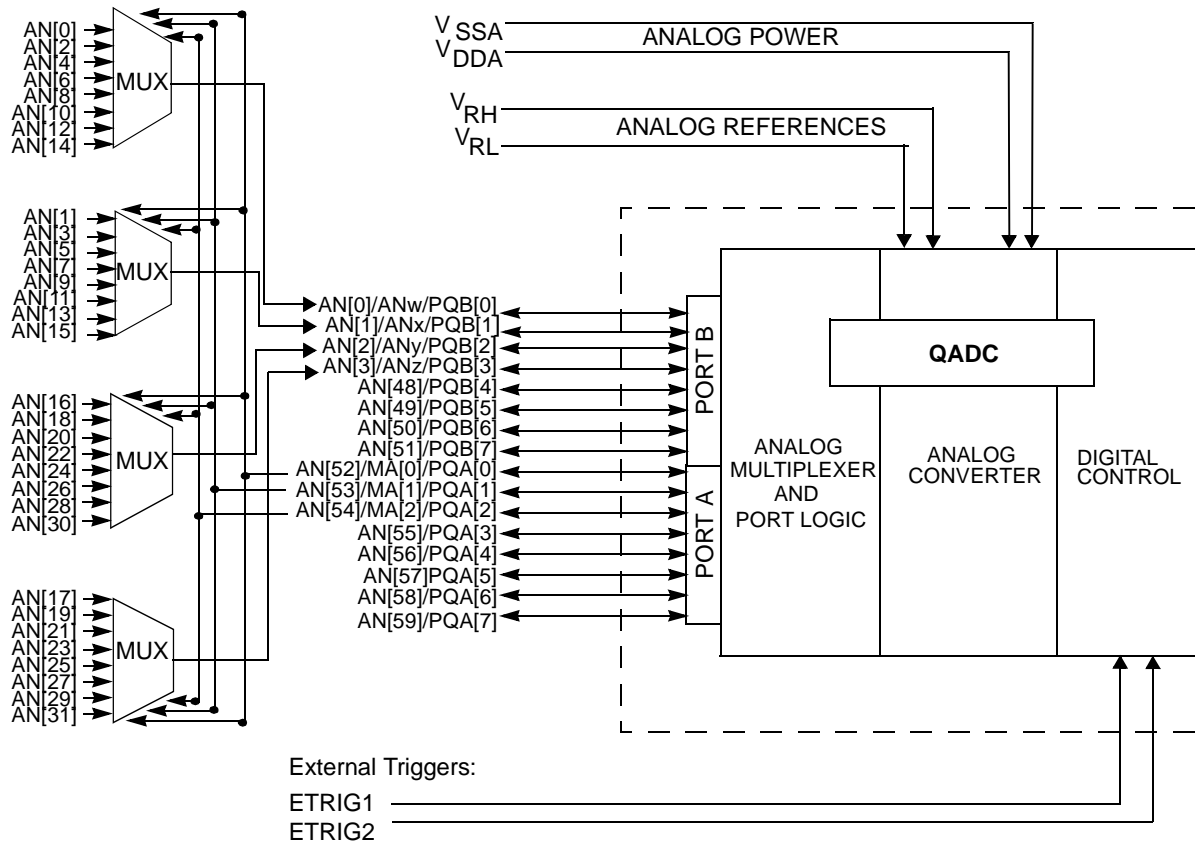 AN[0]
AN[2]
AN[4]
AN[6]
AN[8]
AN[10]
AN[12]
AN[14]
MUX
AN[1]
AN[3]
AN[5]
AN[7]
AN[9]
AN[11]
AN[13]
AN[15]
MUX
AN[16]
AN[18]
AN[20]
AN[22]
AN[24]
AN[26]
AN[28]
AN[30]
MUX
AN[17]
AN[19]
AN[21]
AN[23]
AN[25]
AN[27]
AN[29]
AN[31]
MUX
VSSA
VDDA
ANALOG POWER
VRH
VRL
ANALOG REFERENCES
AN[0]/ANw/PQB[0]
AN[1]/ANx/PQB[1]
AN[2]/ANy/PQB[2]
AN[3]/ANz/PQB[3]
AN[48]/PQB[4]
AN[49]/PQB[5]
AN[50]/PQB[6]
AN[51]/PQB[7]
AN[52]/MA[0]/PQA[0]
AN[53]/MA[1]/PQA[1]
AN[54]/MA[2]/PQA[2]
AN[55]/PQA[3]
AN[56]/PQA[4]
AN[57]PQA[5]
AN[58]/PQA[6]
AN[59]/PQA[7]
PORT B
PORT A
QADC
ANALOG
MULTIPLEXER
AND
PORT LOGIC
ANALOG
CONVERTER
DIGITAL
CONTROL
External Triggers:
ETRIG1
ETRIG2